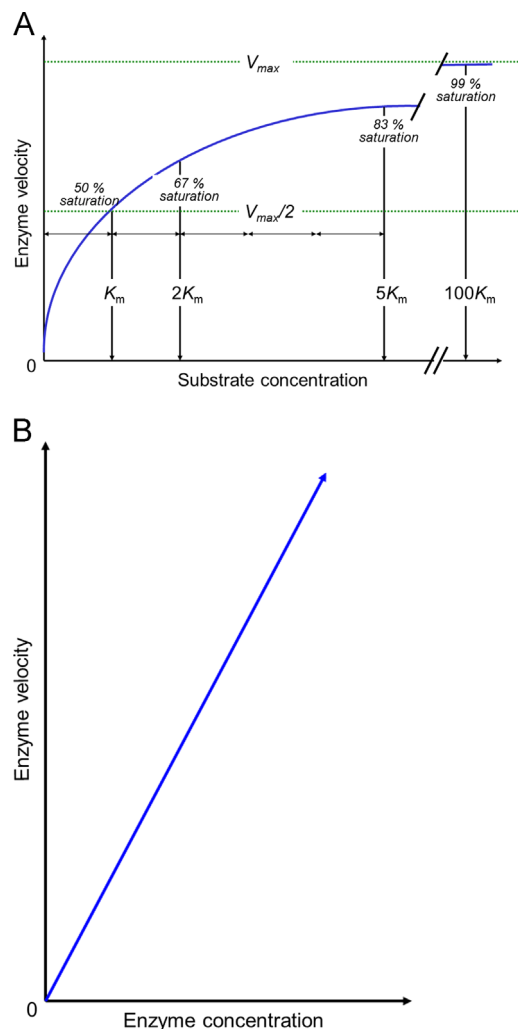 A
Enzyme velocity
Vmax
99 %
saturation
83 %
saturation
67 %
saturation
50 %
saturation
Vmax/2
Km
2Km
5Km
100Km
0
Substrate concentration
B
Enzyme velocity
0
Enzyme concentration